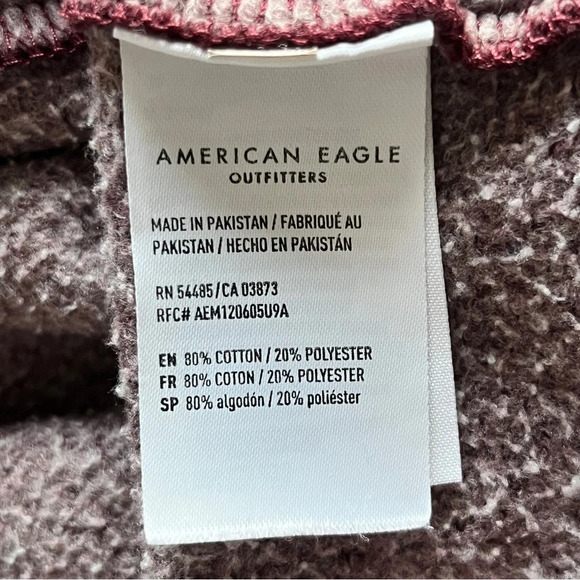 AMERICAN EAGLE
OUTFITTERS
MADE IN PAKISTAN / FABRIQUÉ AU
PAKISTAN / HECHO EN PAKISTÁN
RN 54485/CA 03873
RFC# AEM120605U9A
EN 80% COTTON / 20% POLYESTER
FR 80% COTON / 20% POLYESTER
SP 80% algodón / 20% poliéster